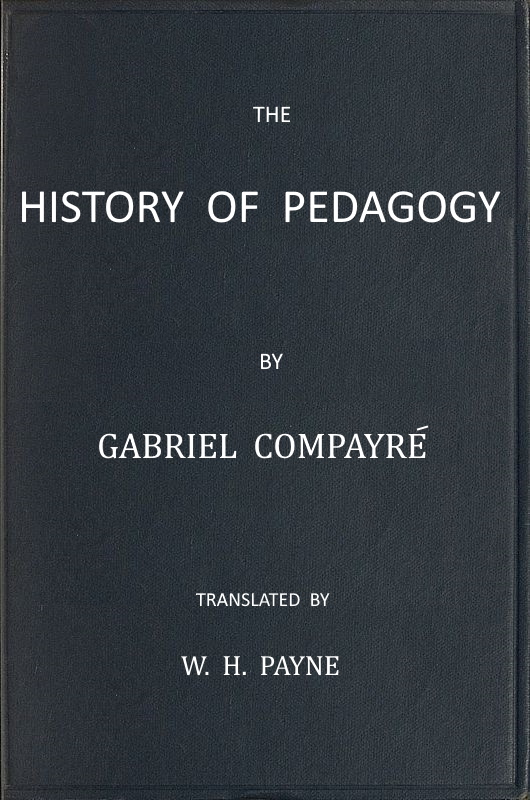 THE
HISTORY OF PEDAGOGY
BY
GABRIEL COMPAYRÉ
TRANSLATED BY
W. H. PAYNE